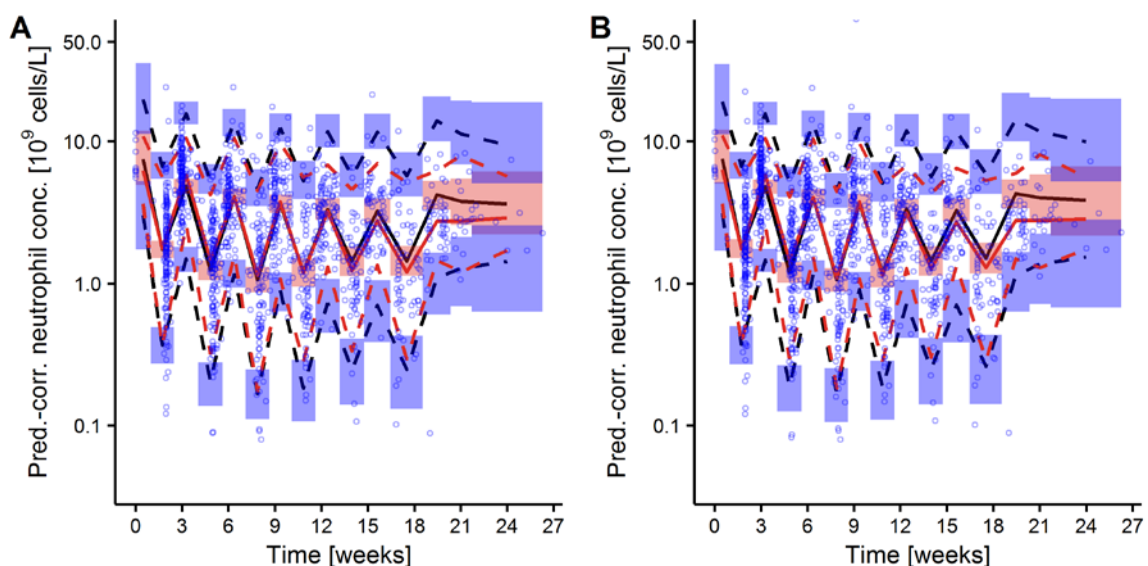 A
Pred.-corr. neutrophil conc. [10⁹ cells/L]
50.0
10.0
1.0
0.1
0 3 6 9 12 15 18 21 24 27
Time [weeks]
B
Pred.-corr. neutrophil conc. [10⁹ cells/L]
50.0
10.0
1.0
0.1
0 3 6 9 12 15 18 21 24 27
Time [weeks]